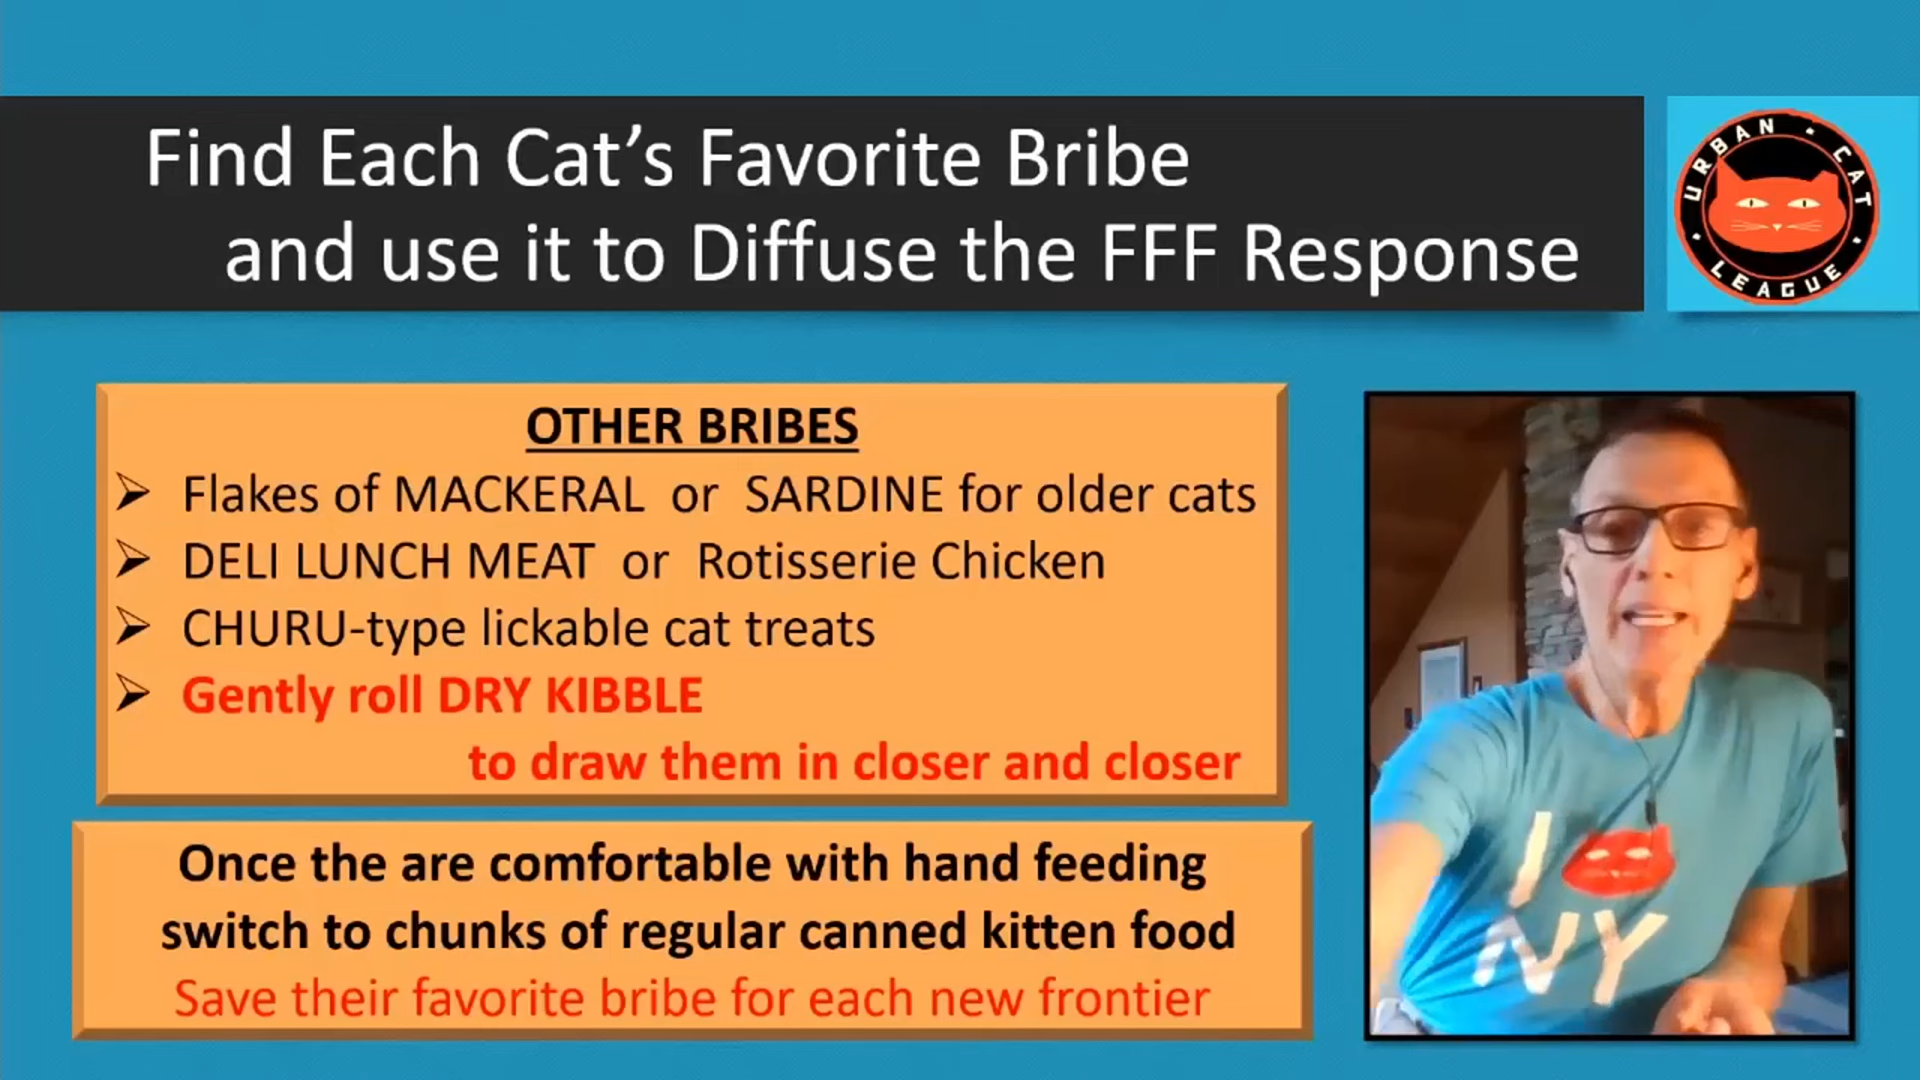 Find Each Cat's Favorite Bribe
and use it to Diffuse the FFF Response
URBAN · CAT · LEAGUE ·
OTHER BRIBES
➢ Flakes of MACKERAL or SARDINE for older cats
➢ DELI LUNCH MEAT or Rotisserie Chicken
➢ CHURU-type lickable cat treats
➢ Gently roll DRY KIBBLE
to draw them in closer and closer
Once the are comfortable with hand feeding
switch to chunks of regular canned kitten food
Save their favorite bribe for each new frontier
I
NY